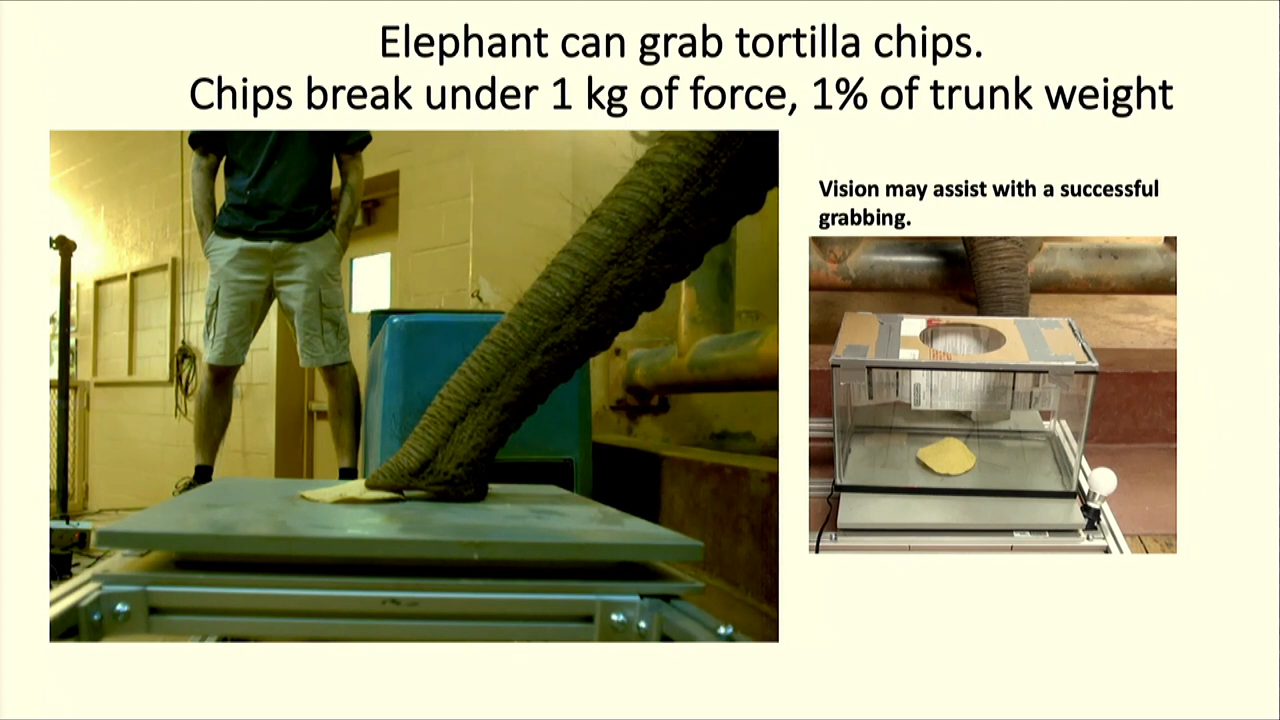 Elephant can grab tortilla chips.
Chips break under 1 kg of force, 1% of trunk weight
Vision may assist with a successful
grabbing.